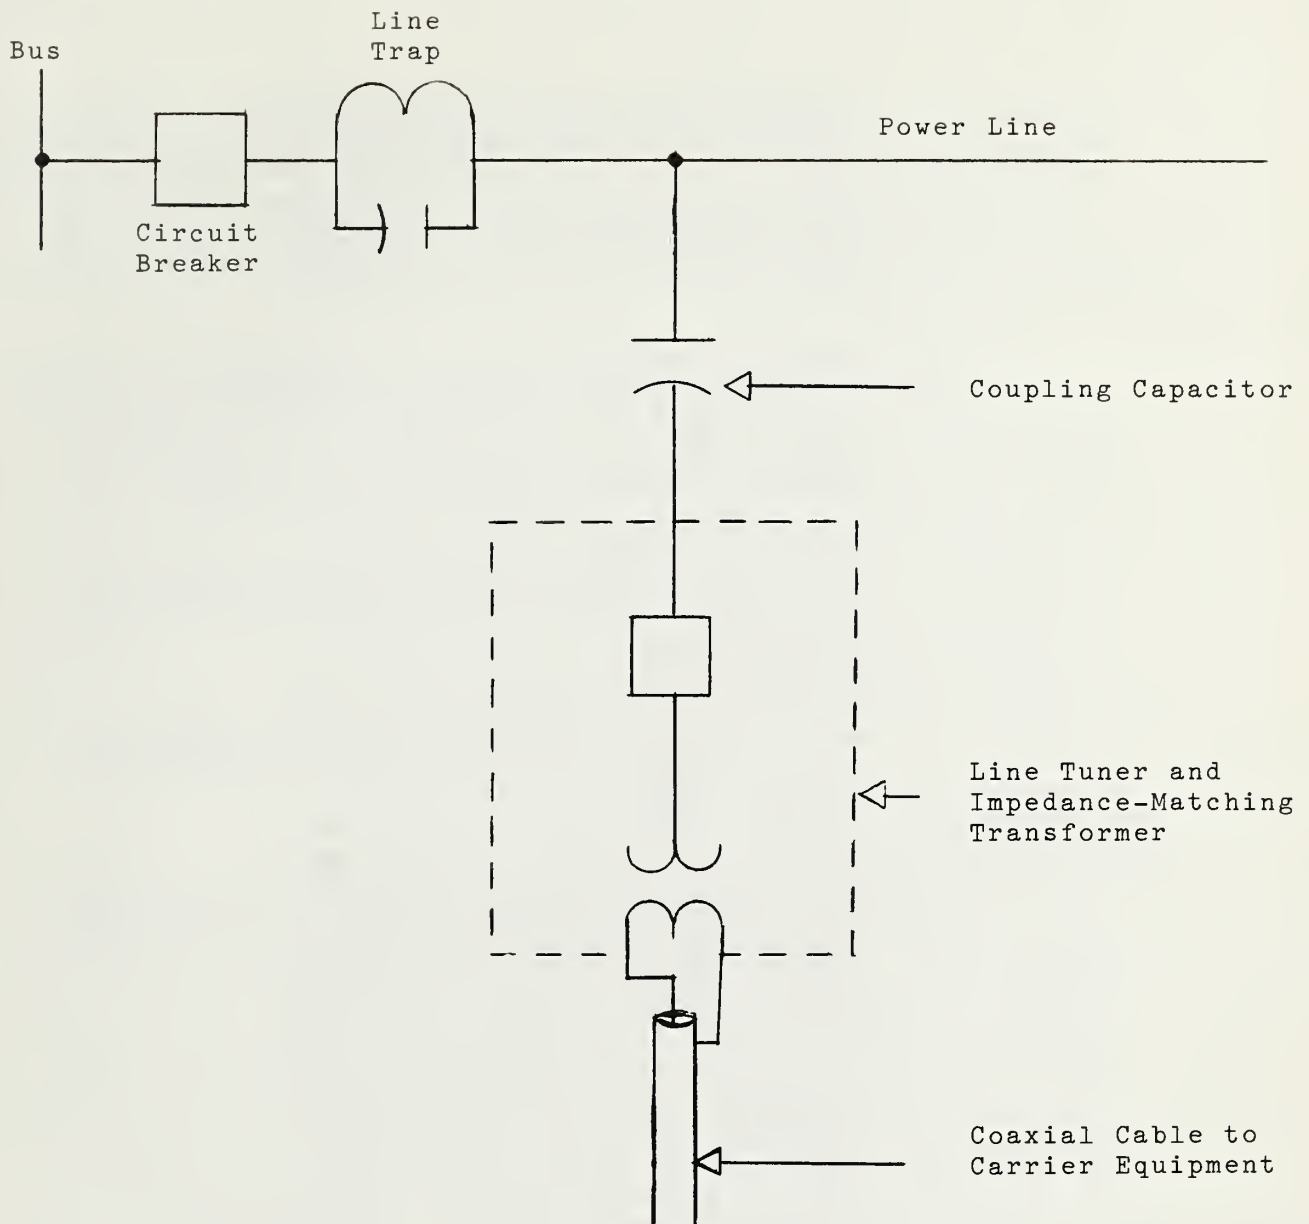 Line
Trap
Bus
Power Line
Circuit
Breaker
Coupling Capacitor
Line Tuner and
Impedance-Matching
Transformer
Coaxial Cable to
Carrier Equipment